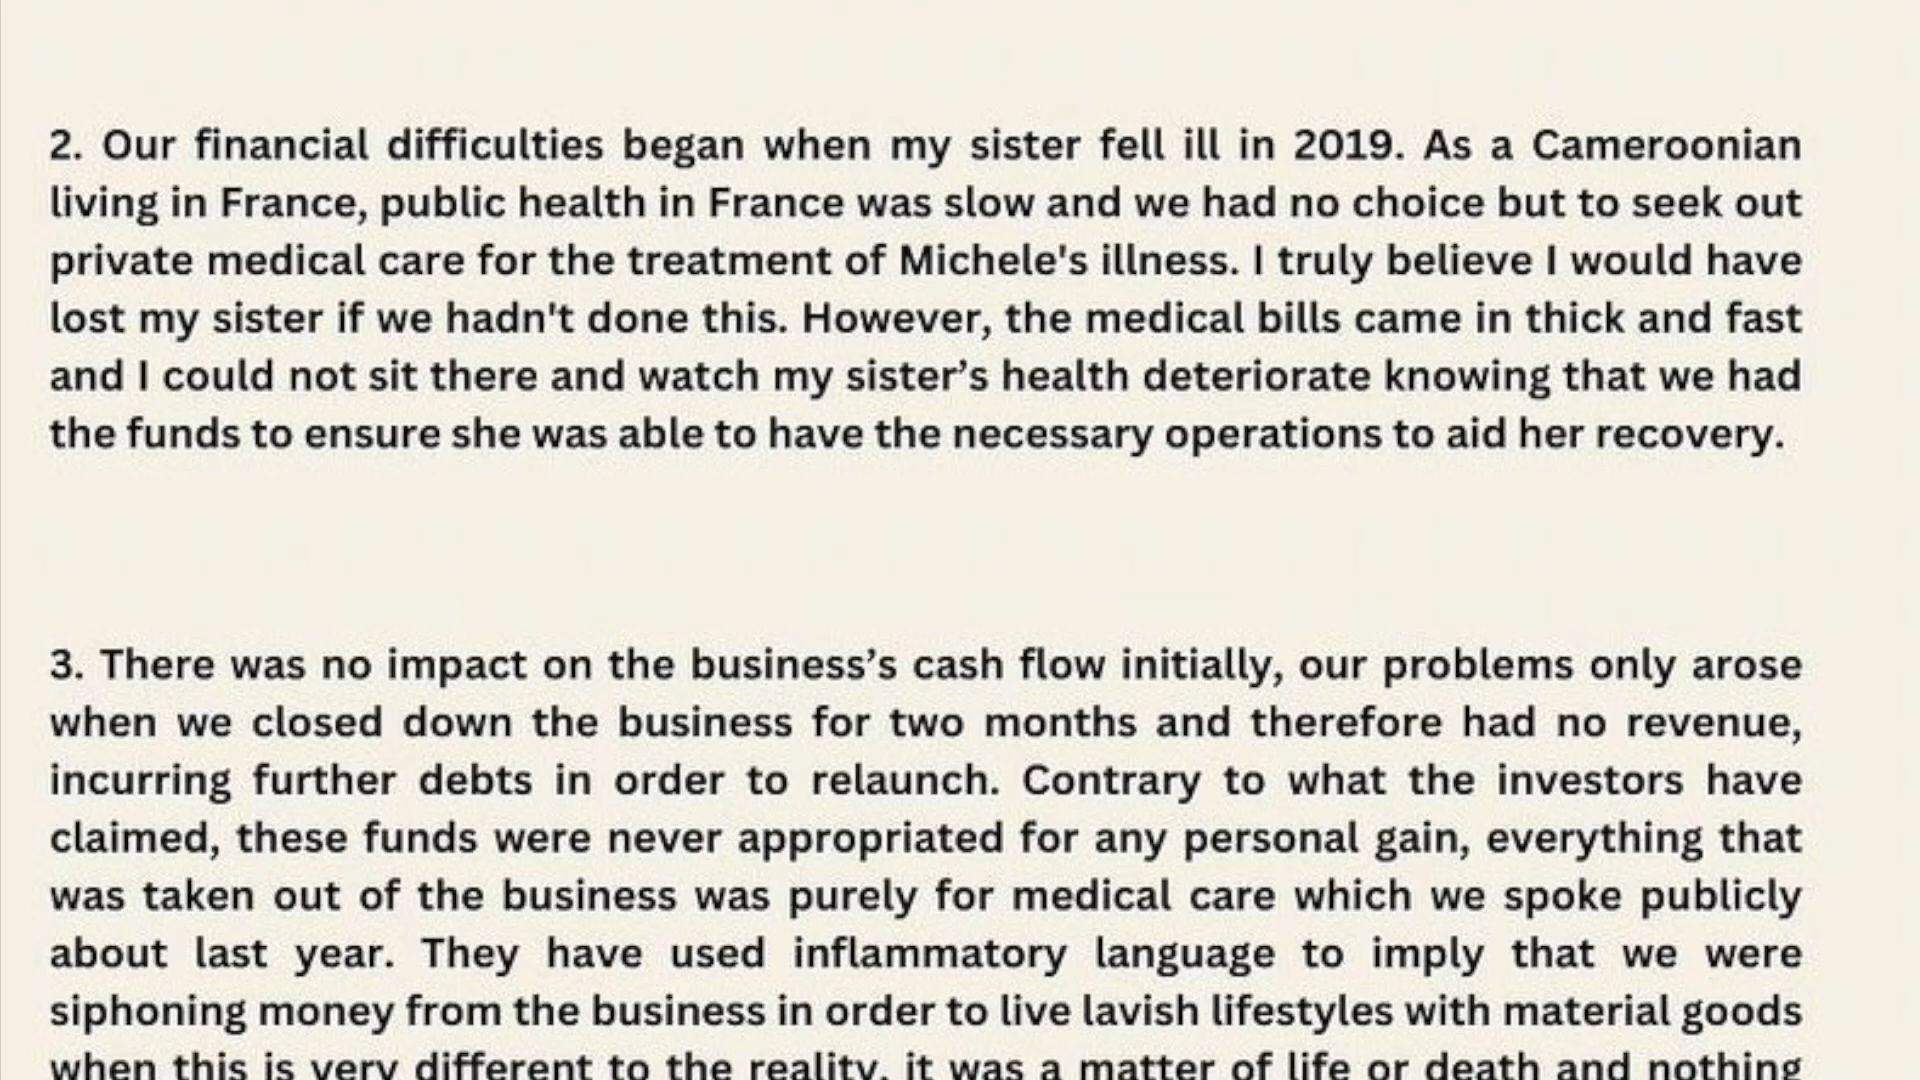 2. Our financial difficulties began when my sister fell ill in 2019. As a Cameroonian
living in France, public health in France was slow and we had no choice but to seek out
private medical care for the treatment of Michele's illness. I truly believe I would have
lost my sister if we hadn't done this. However, the medical bills came in thick and fast
and I could not sit there and watch my sister’s health deteriorate knowing that we had
the funds to ensure she was able to have the necessary operations to aid her recovery.
3. There was no impact on the business’s cash flow initially, our problems only arose
when we closed down the business for two months and therefore had no revenue,
incurring further debts in order to relaunch. Contrary to what the investors have
claimed, these funds were never appropriated for any personal gain, everything that
was taken out of the business was purely for medical care which we spoke publicly
about last year. They have used inflammatory language to imply that we were
siphoning money from the business in order to live lavish lifestyles with material goods
when this is very different to the reality, it was a matter of life or death and nothing